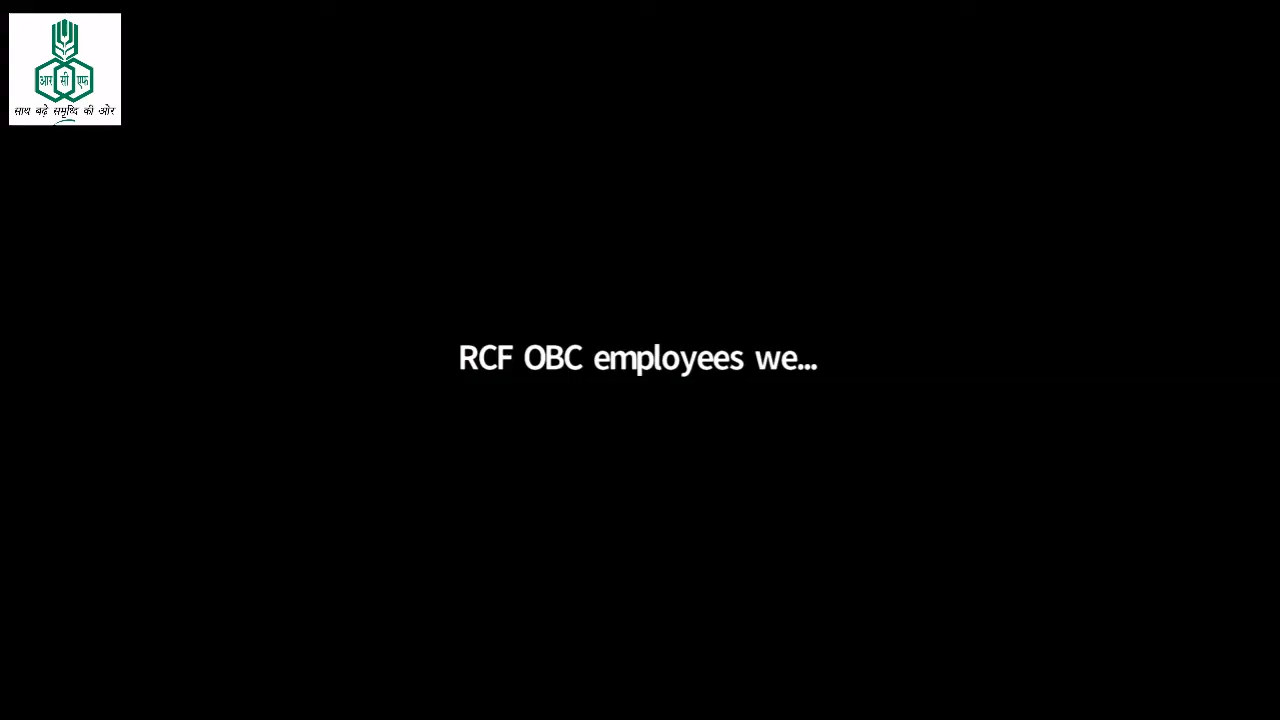 आर सी एफ
साथ बढ़े समृध्दि की ओर
RCF OBC employees we...